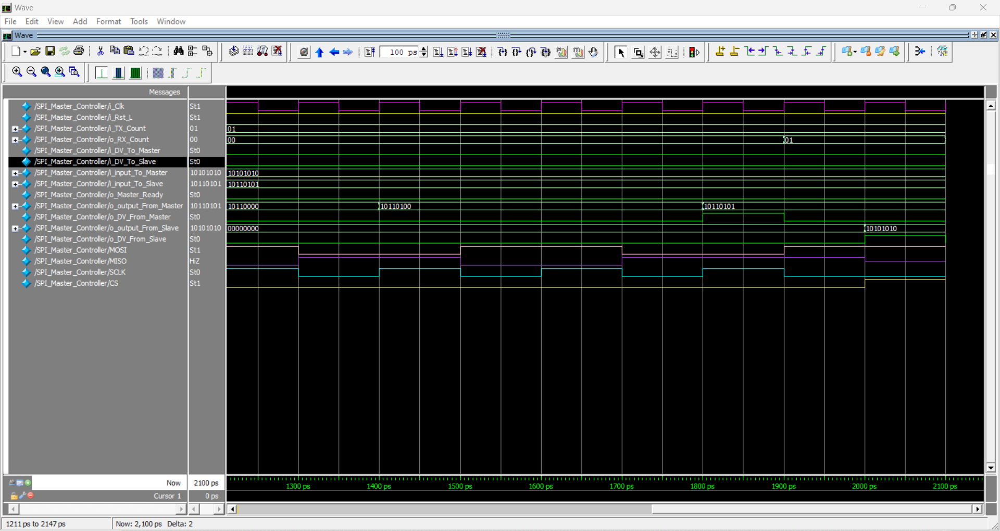 Wave
File Edit View Add Format Tools Window
Wave
100 ps
Messages
/SPI_Master_Controller/i_Clk St1
/SPI_Master_Controller/i_Rst_L St1
/SPI_Master_Controller/i_TX_Count 01 01
/SPI_Master_Controller/o_RX_Count 00 00 01
/SPI_Master_Controller/i_DV_To_Master St0
/SPI_Master_Controller/i_DV_To_Slave St0
/SPI_Master_Controller/i_input_To_Master 10101010 10101010
/SPI_Master_Controller/i_input_To_Slave 10110101 10110101
/SPI_Master_Controller/o_Master_Ready St0
/SPI_Master_Controller/o_output_From_Master 10110101 10110000 10110100 10110101
/SPI_Master_Controller/o_DV_From_Master St0
/SPI_Master_Controller/o_output_From_Slave 10101010 00000000 10101010
/SPI_Master_Controller/o_DV_From_Slave St0
/SPI_Master_Controller/MOSI St1
/SPI_Master_Controller/MISO HiZ
/SPI_Master_Controller/SCLK St0
/SPI_Master_Controller/CS St1
Now 2100 ps
1300 ps 1400 ps 1500 ps 1600 ps 1700 ps 1800 ps 1900 ps 2000 ps 2100 ps
Cursor 1 0 ps
1211 ps to 2147 ps Now: 2,100 ps Delta: 2